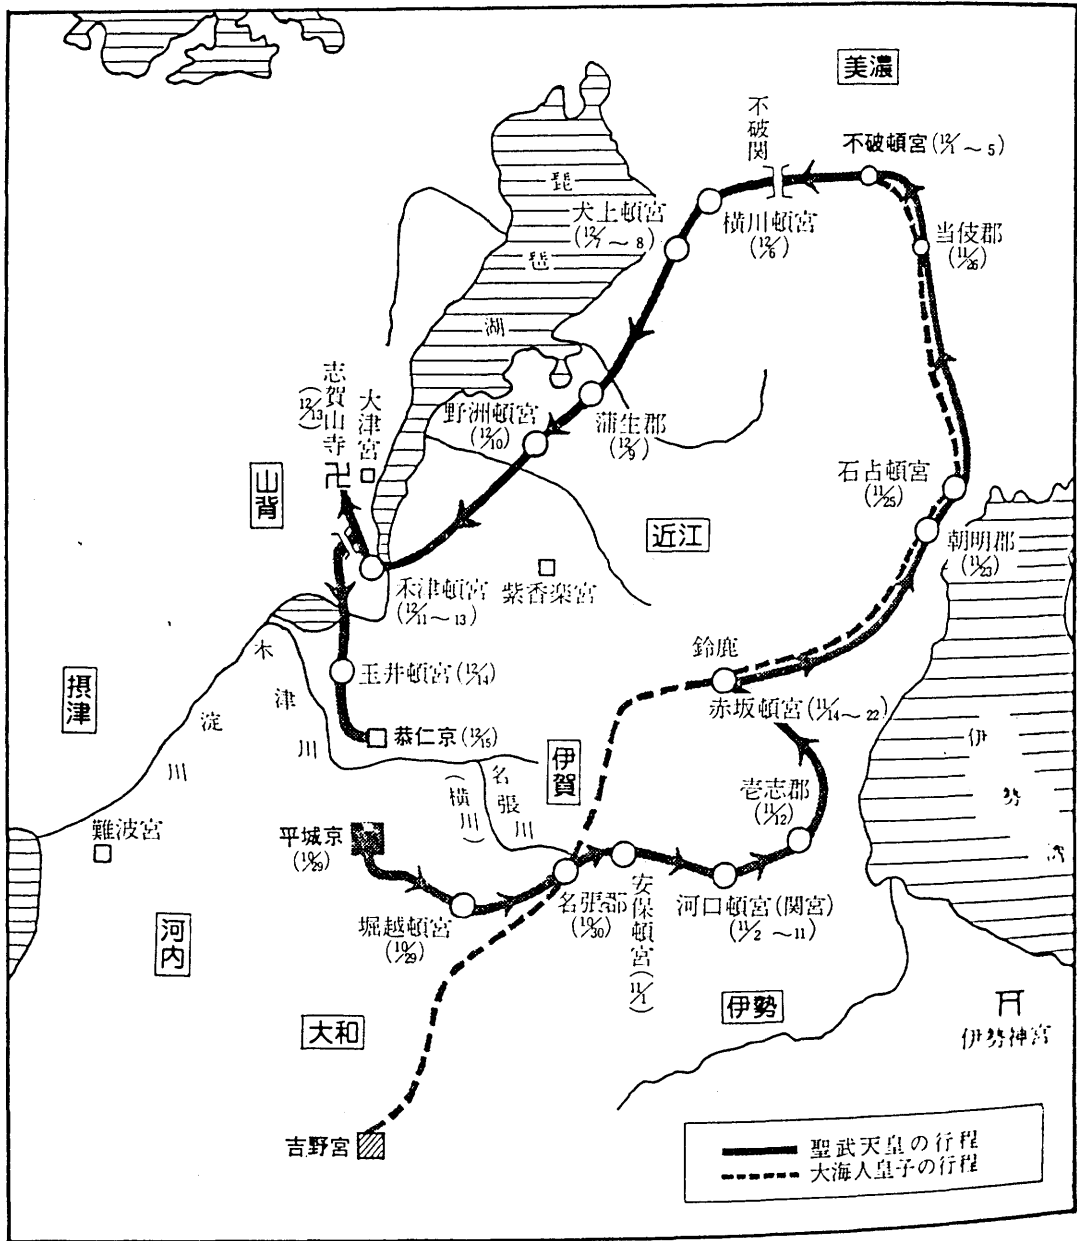 美濃
不破関
不破頓宮(12/1～5)
琵
琶
湖
犬上頓宮
(12/7～8)
横川頓宮
(12/6)
当伎郡
(11/26)
志賀山寺
(12/13)
大津宮
卍
野洲頓宮
(12/10)
蒲生郡
(12/9)
石占頓宮
(11/25)
山背
近江
朝明郡
(11/23)
禾津頓宮
(12/11～13)
紫香楽宮
鈴鹿
赤坂頓宮(11/14～22)
摂津
木
津
川
淀
川
玉井頓宮(12/14)
恭仁京(12/15)
伊賀
名張川
(横川)
壱志郡
(11/12)
伊
勢
湾
難波宮
平城京
(10/29)
堀越頓宮
(10/29)
名張郡
(10/30)
安保頓宮(11/1)
河口頓宮(関宮)
(11/2～11)
河内
大和
伊勢
伊勢神宮
吉野宮
聖武天皇の行程
大海人皇子の行程